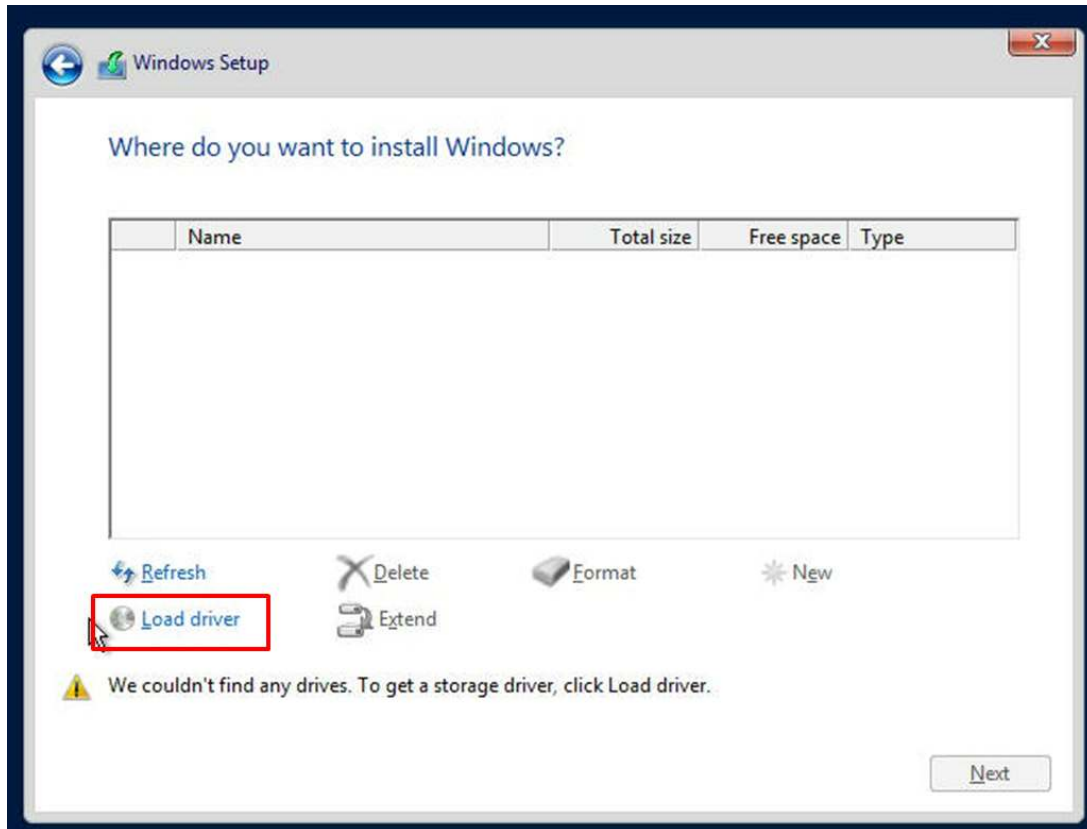 Windows Setup
Where do you want to install Windows?
Name Total size Free space Type
Refresh Delete Format New
Load driver Extend
We couldn't find any drives. To get a storage driver, click Load driver.
Next